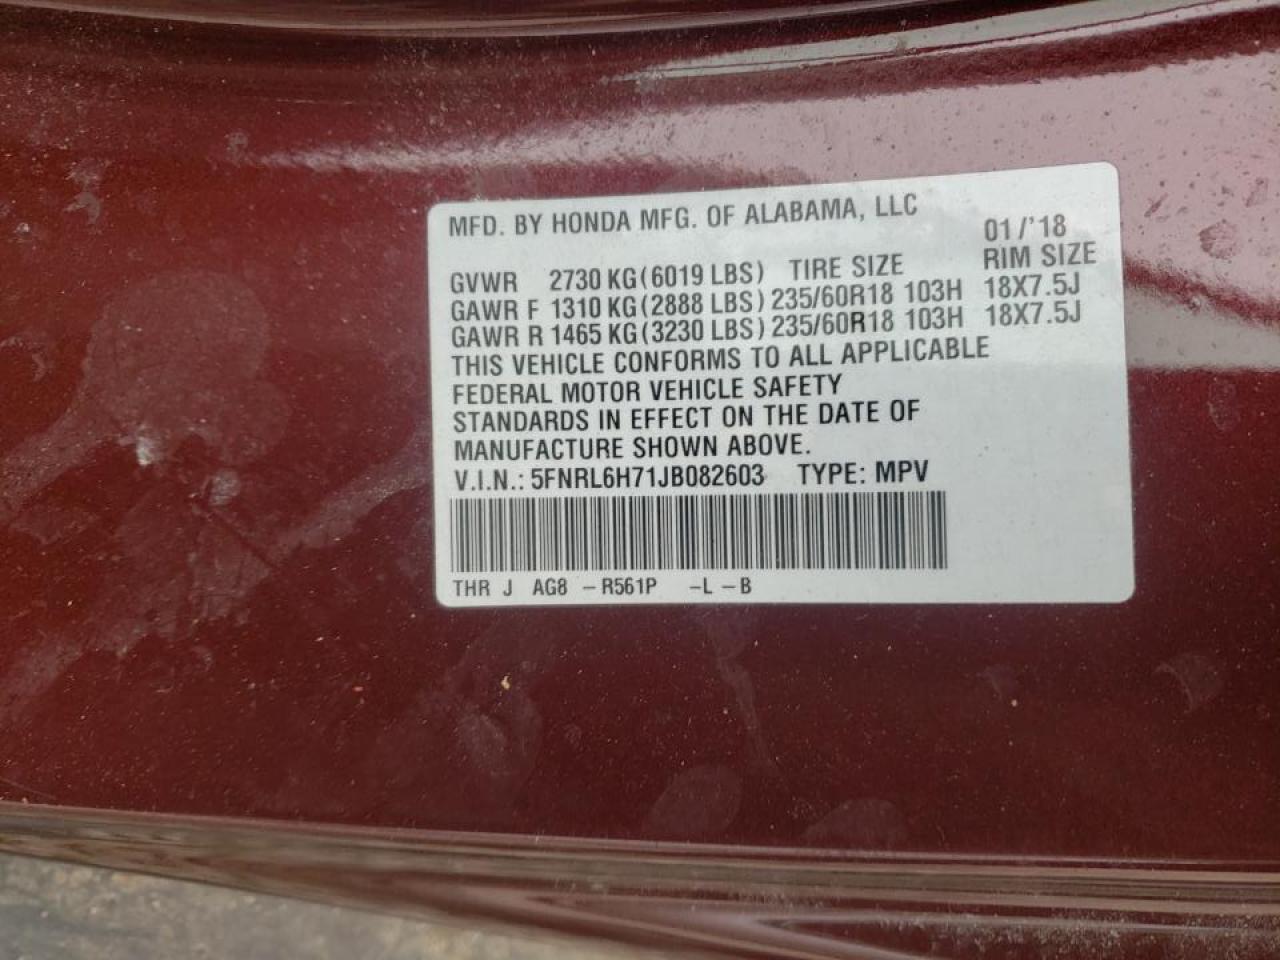 MFD. BY HONDA MFG. OF ALABAMA, LLC
01/'18
GVWR 2730 KG(6019 LBS) TIRE SIZE RIM SIZE
GAWR F 1310 KG(2888 LBS) 235/60R18 103H 18X7.5J
GAWR R 1465 KG(3230 LBS) 235/60R18 103H 18X7.5J
THIS VEHICLE CONFORMS TO ALL APPLICABLE
FEDERAL MOTOR VEHICLE SAFETY
STANDARDS IN EFFECT ON THE DATE OF
MANUFACTURE SHOWN ABOVE.
V.I.N.: 5FNRL6H71JB082603 TYPE: MPV
THR J AG8 -R561P -L-B